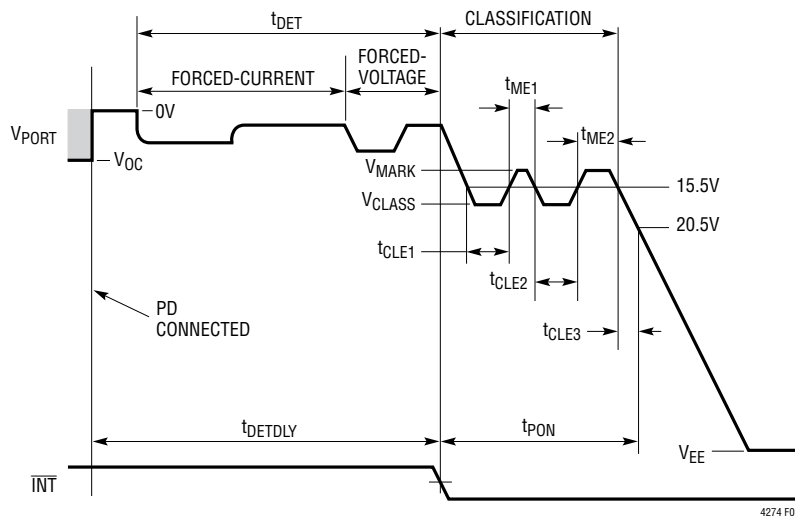 tDET
CLASSIFICATION
FORCED-CURRENT
FORCED-
VOLTAGE
tME1
0V
tME2
VPORT
VOC
VMARK
15.5V
VCLASS
20.5V
tCLE1
tCLE2
PD
CONNECTED
tCLE3
tDETDLY
tPON
VEE
INT
4274 F0